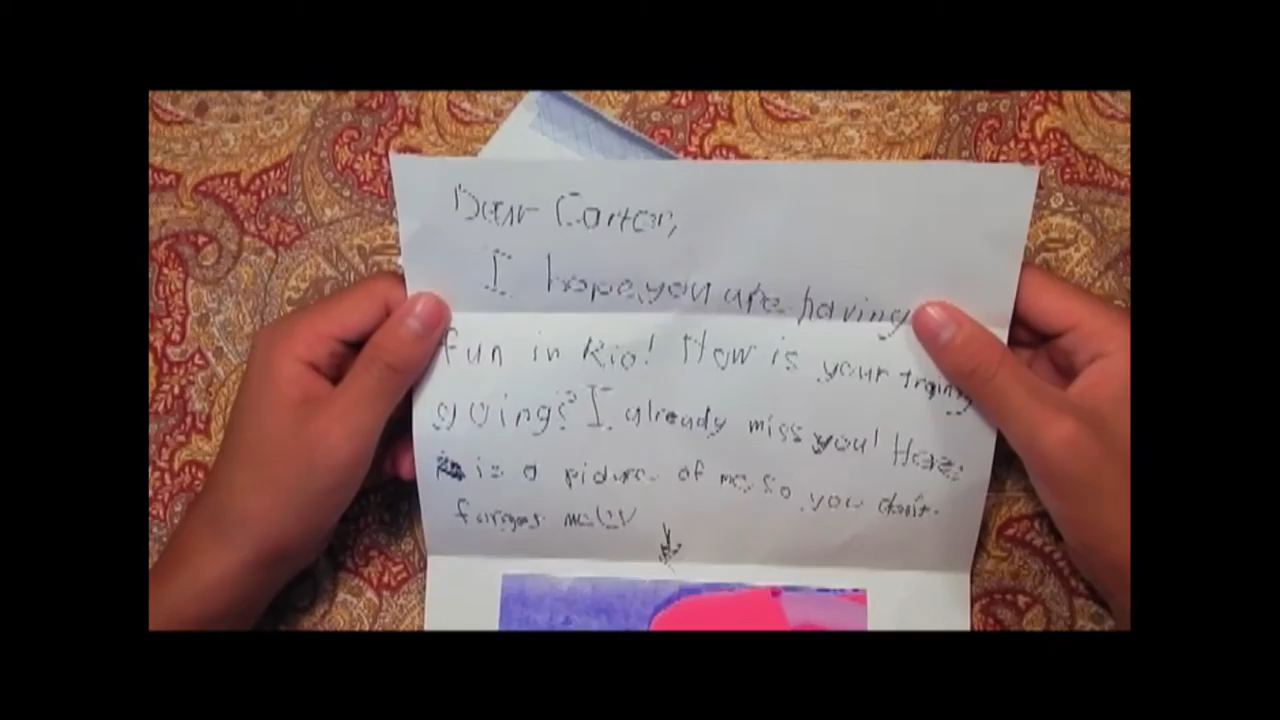 Dear Carter,
I hope you are having
fun in Rio! How is your training
going? I already miss you! Here
is a picture of me so you don't
forget me!